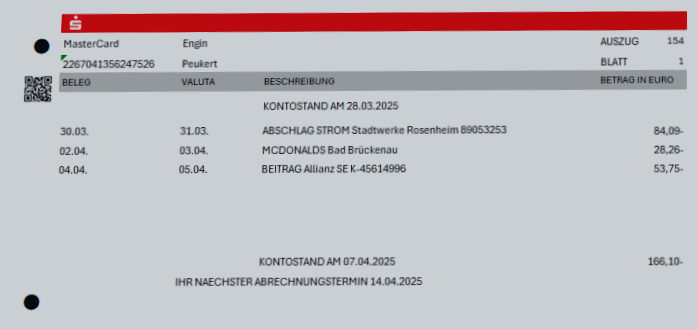 MasterCard Engin AUSZUG 154
2267041356247526 Peukert BLATT 1
BELEG VALUTA BESCHREIBUNG BETRAG IN EURO
KONTOSTAND AM 28.03.2025
30.03. 31.03. ABSCHLAG STROM Stadtwerke Rosenheim 89053253 84,09-
02.04. 03.04. MCDONALDS Bad Brückenau 28,26-
04.04. 05.04. BEITRAG Allianz SE K-45614996 53,75-
KONTOSTAND AM 07.04.2025 166,10-
IHR NAECHSTER ABRECHNUNGSTERMIN 14.04.2025